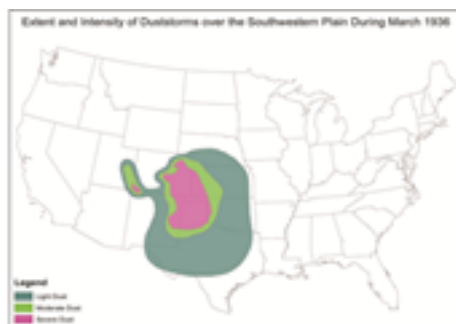 Extent and Intensity of Duststorms over the Southwestern Plain During March 1936
Legend
Light Dust
Moderate Dust
Severe Dust